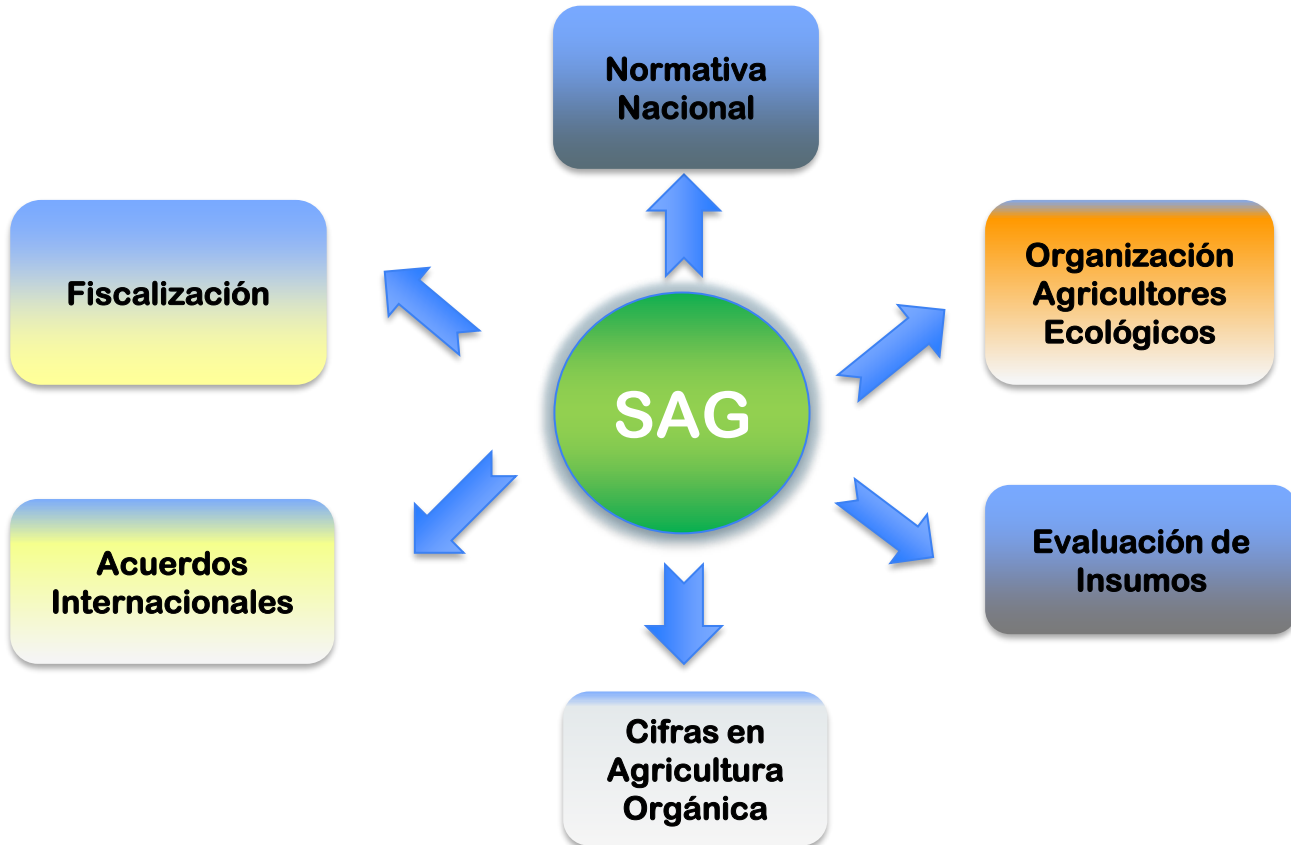 Normativa
Nacional
Fiscalización
Organización
Agricultores
Ecológicos
SAG
Acuerdos
Internacionales
Evaluación de
Insumos
Cifras en
Agricultura
Orgánica